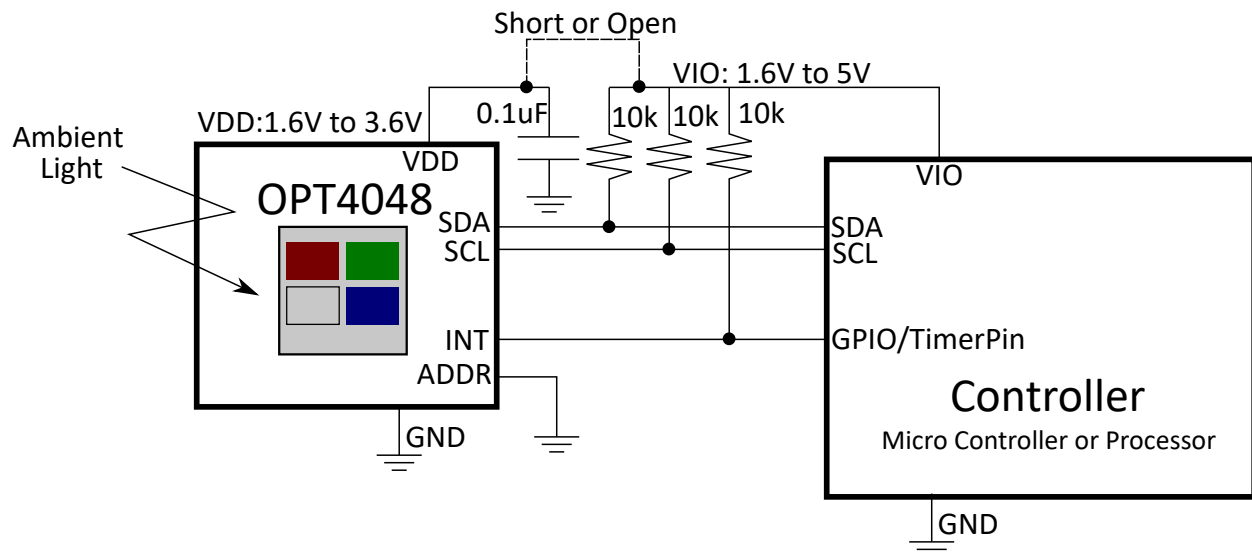 Short or Open
VIO: 1.6V to 5V
0.1uF
10k
10k
10k
VDD:1.6V to 3.6V
Ambient
Light
VDD
VIO
OPT4048
SDA
SDA
SCL
SCL
INT
GPIO/TimerPin
ADDR
Controller
Micro Controller or Processor
GND
GND